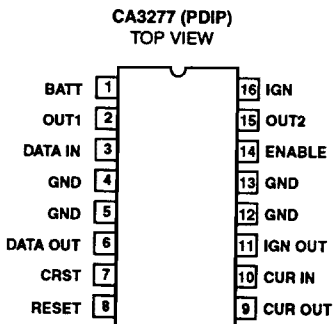 CA3277 (PDIP)
TOP VIEW
BATT 1 16 IGN
OUT1 2 15 OUT2
DATA IN 3 14 ENABLE
GND 4 13 GND
GND 5 12 GND
DATA OUT 6 11 IGN OUT
CRST 7 10 CUR IN
RESET 8 9 CUR OUT